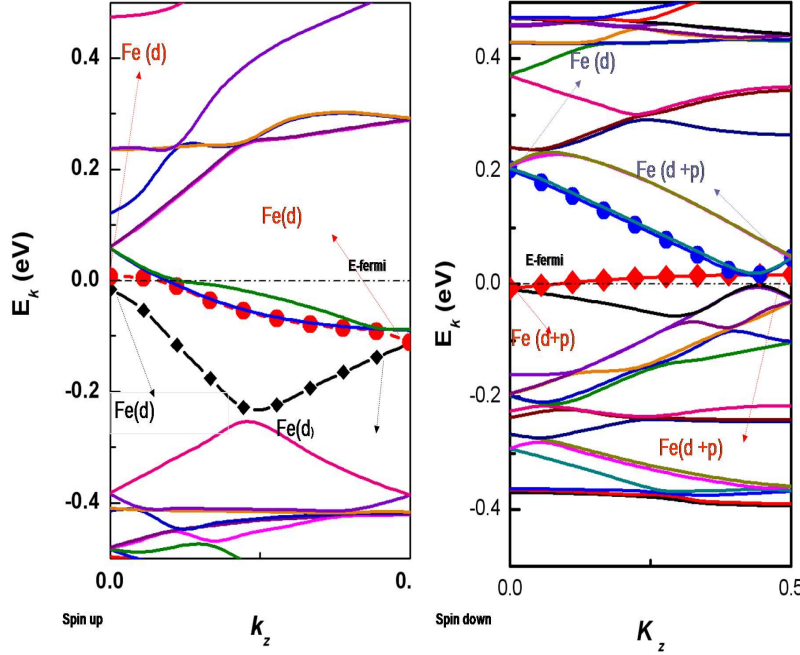 Fe (d)
0.4
0.2
0.0
-0.2
-0.4
E_k (eV)
Fe(d)
E-fermi
Fe(d)
Fe(d)
0.0
0.
Spin up
k_z
Fe (d)
0.4
0.2
0.0
-0.2
-0.4
E_k (eV)
Fe (d +p)
E-fermi
Fe (d+p)
Fe(d +p)
0.0
0.5
Spin down
K_z